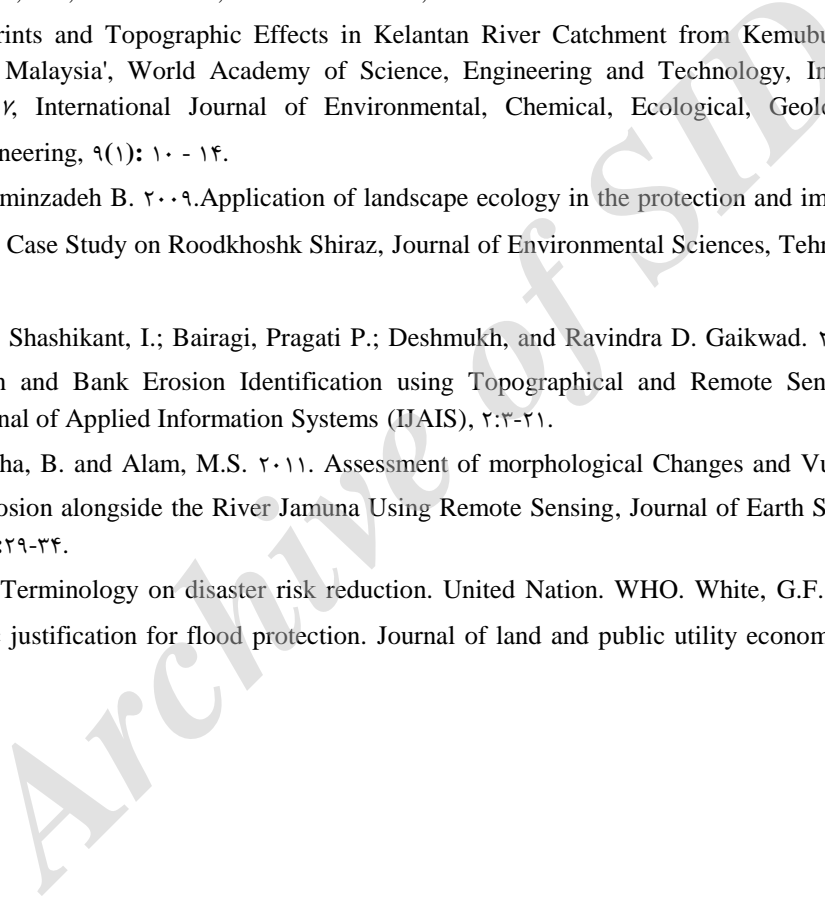 rints and Topographic Effects in Kelantan River Catchment from Kemubu
Malaysia', World Academy of Science, Engineering and Technology, In
۷, International Journal of Environmental, Chemical, Ecological, Geol
neering, ۹(۱): ۱۰ - ۱۴.
minzadeh B. ۲۰۰۹.Application of landscape ecology in the protection and im
Case Study on Roodkhoshk Shiraz, Journal of Environmental Sciences, Tehr
Shashikant, I.; Bairagi, Pragati P.; Deshmukh, and Ravindra D. Gaikwad. ۲
n and Bank Erosion Identification using Topographical and Remote Sen
nal of Applied Information Systems (IJAIS), ۲:۳-۲۱.
ha, B. and Alam, M.S. ۲۰۱۱. Assessment of morphological Changes and Vu
osion alongside the River Jamuna Using Remote Sensing, Journal of Earth S
:۲۹-۳۴.
Terminology on disaster risk reduction. United Nation. WHO. White, G.F.
justification for flood protection. Journal of land and public utility econom
Archive of SID